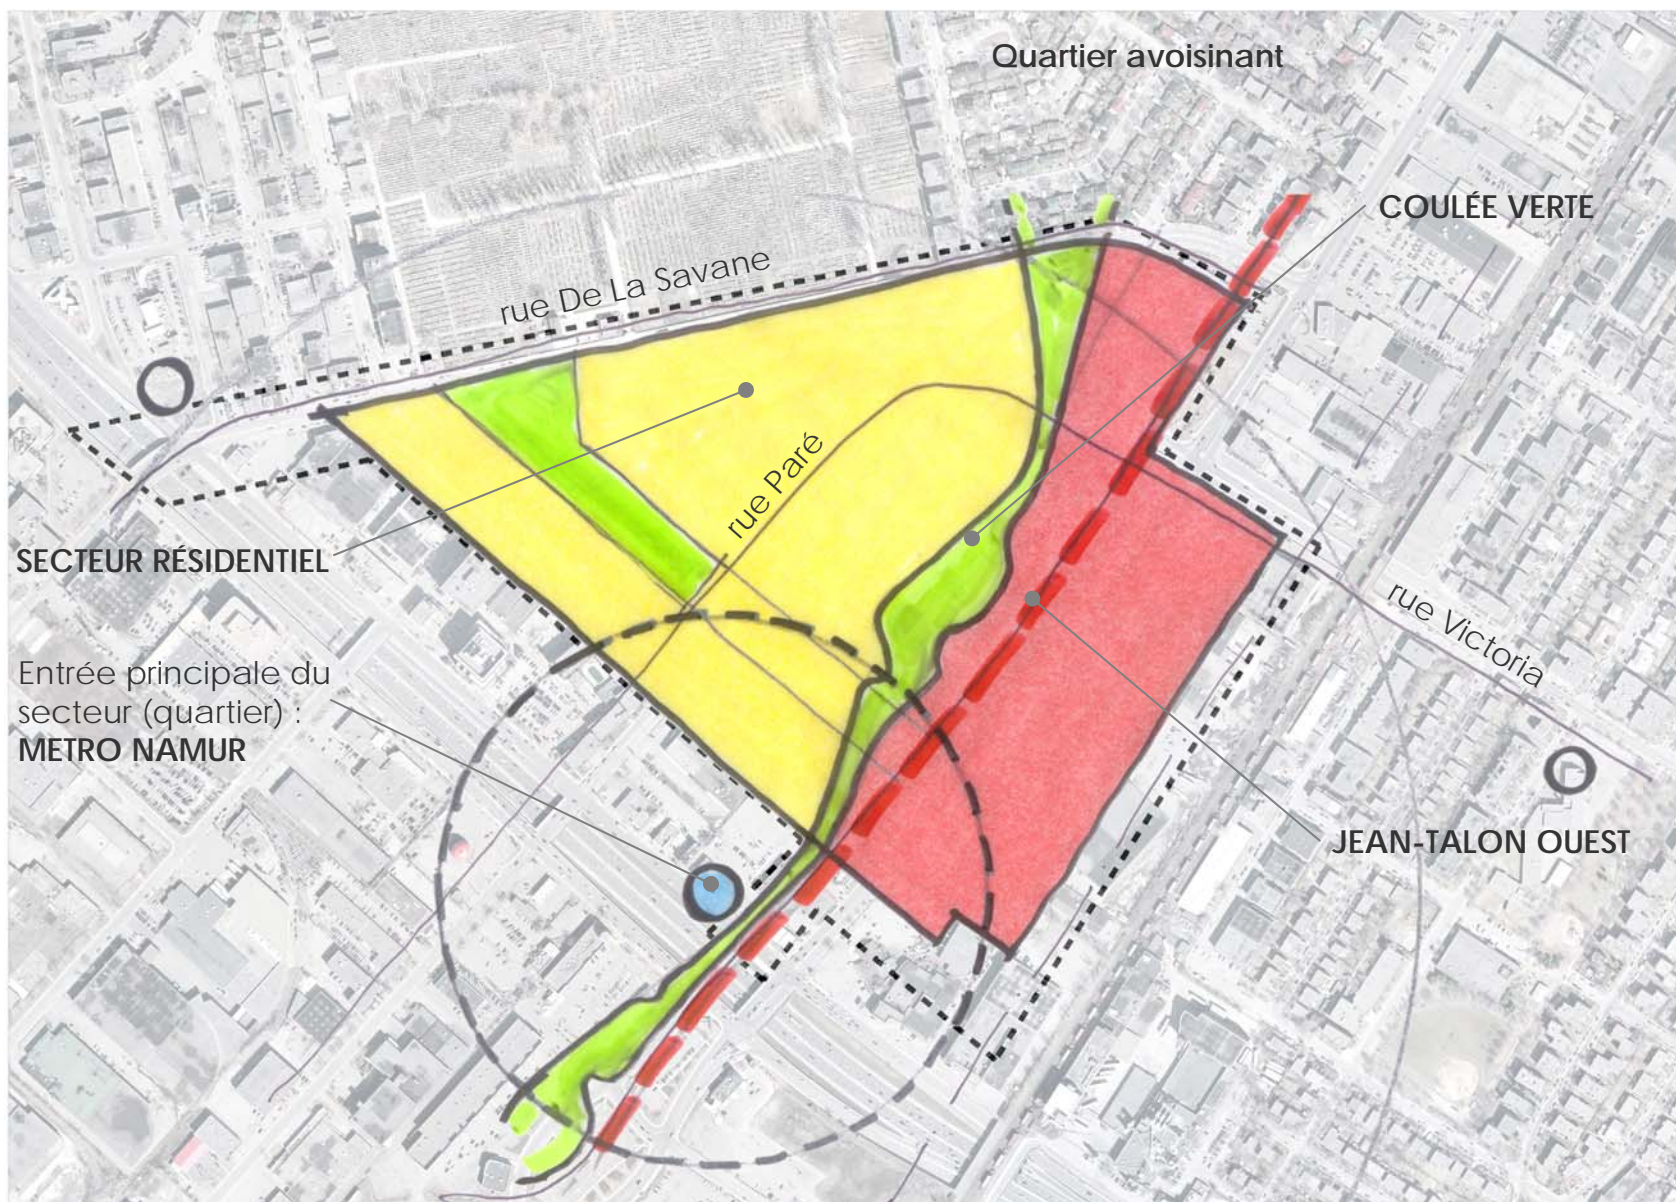 Quartier avoisinant
COULÉE VERTE
rue De La Savane
rue Paré
SECTEUR RÉSIDENTIEL
rue Victoria
Entrée principale du
secteur (quartier) :
METRO NAMUR
JEAN-TALON OUEST